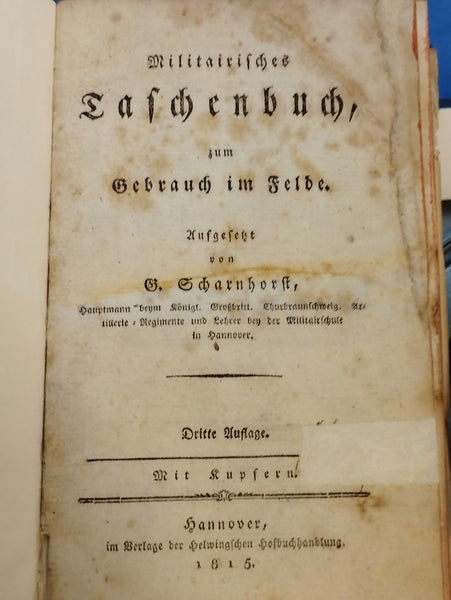 Militairisches
Taschenbuch,
zum
Gebrauch im Felde.
Aufgesetzt
von
G. Scharnhorst,
Hauptmann beym Königl. Großbritt. Churbraunschweig. Ar-
tillerie-Regimente und Lehrer bey der Militairschule
in Hannover.
Dritte Auflage.
Mit Kupfern.
Hannover,
im Verlage der Helwingschen Hofbuchhandlung.
1815.